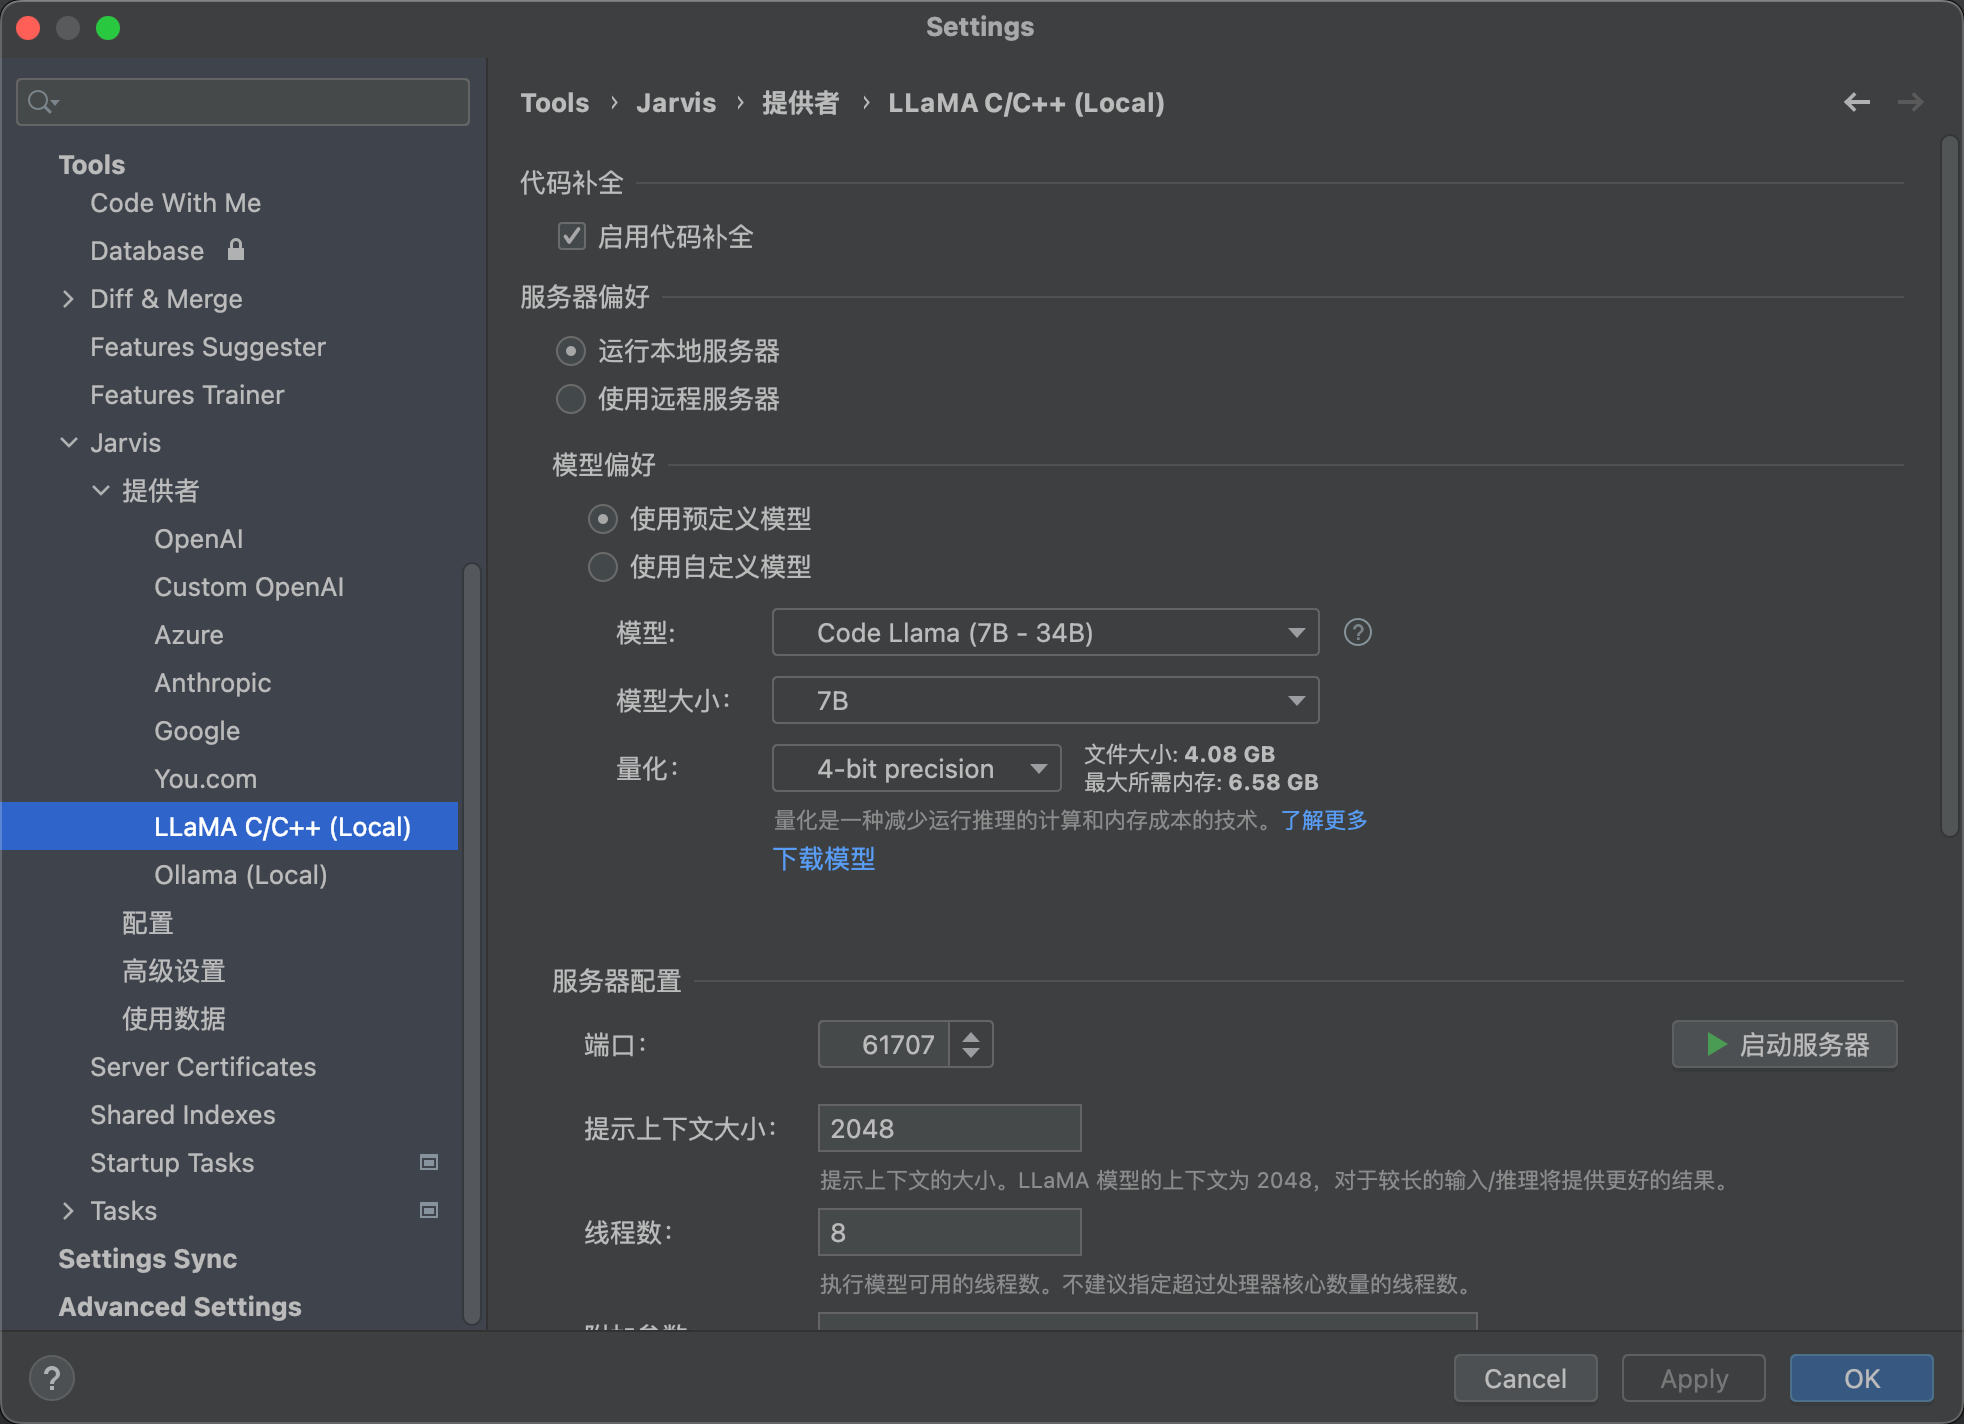 Settings
Tools
Code With Me
Database
Diff & Merge
Features Suggester
Features Trainer
Jarvis
提供者
OpenAI
Custom OpenAI
Azure
Anthropic
Google
You.com
LLaMA C/C++ (Local)
Ollama (Local)
配置
高级设置
使用数据
Server Certificates
Shared Indexes
Startup Tasks
Tasks
Settings Sync
Advanced Settings
Tools › Jarvis › 提供者 › LLaMA C/C++ (Local)
代码补全
启用代码补全
服务器偏好
运行本地服务器
使用远程服务器
模型偏好
使用预定义模型
使用自定义模型
模型: Code Llama (7B - 34B) ?
模型大小: 7B
量化: 4-bit precision
文件大小: 4.08 GB
最大所需内存: 6.58 GB
量化是一种减少运行推理的计算和内存成本的技术。了解更多
下载模型
服务器配置
端口: 61707 启动服务器
提示上下文大小: 2048
提示上下文的大小。LLaMA 模型的上下文为 2048，对于较长的输入/推理将提供更好的结果。
线程数: 8
执行模型可用的线程数。不建议指定超过处理器核心数量的线程数。
? Cancel Apply OK